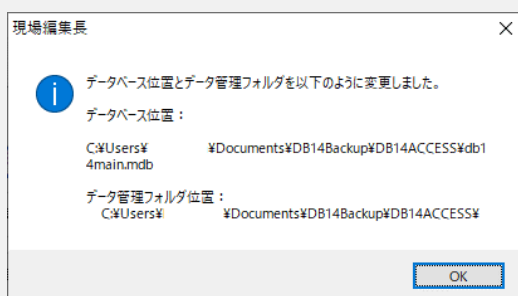 現場編集長
データベース位置とデータ管理フォルダを以下のように変更しました。
データベース位置：
C:¥Users¥ ¥Documents¥DB14Backup¥DB14ACCESS¥db1
4main.mdb
データ管理フォルダ位置：
C:¥Users¥ ¥Documents¥DB14Backup¥DB14ACCESS¥
OK